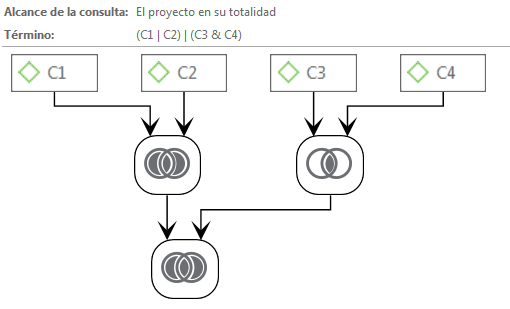 Alcance de la consulta: El proyecto en su totalidad
Término: (C1 | C2) | (C3 & C4)
C1 C2 C3 C4